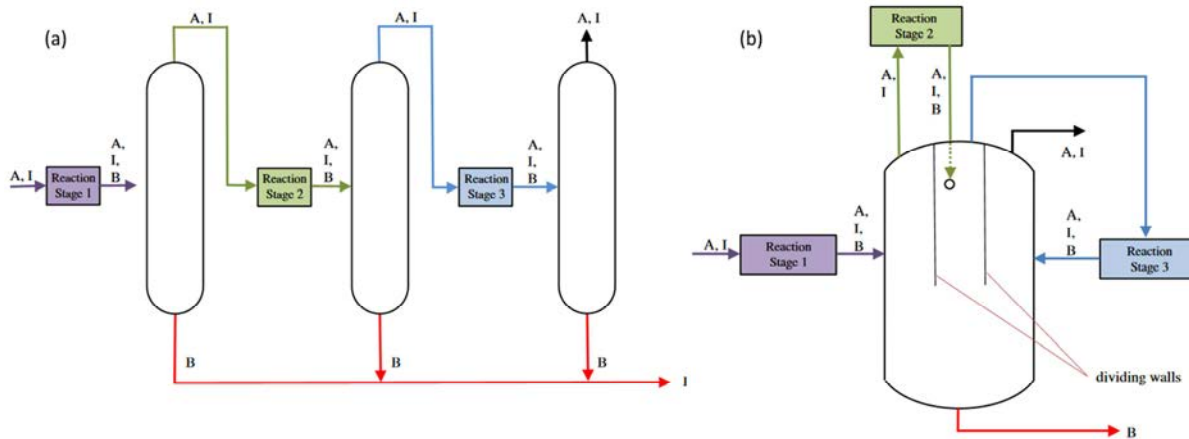 (a)
A, I
A, I
A, I
A, I
Reaction
Stage 1
A,
I,
B
Reaction
Stage 2
A,
I,
B
Reaction
Stage 3
A,
I,
B
B
B
B
I
(b)
Reaction
Stage 2
A,
I
A,
I,
B
A, I
A, I
Reaction
Stage 1
A,
I,
B
A,
I,
B
Reaction
Stage 3
dividing walls
B